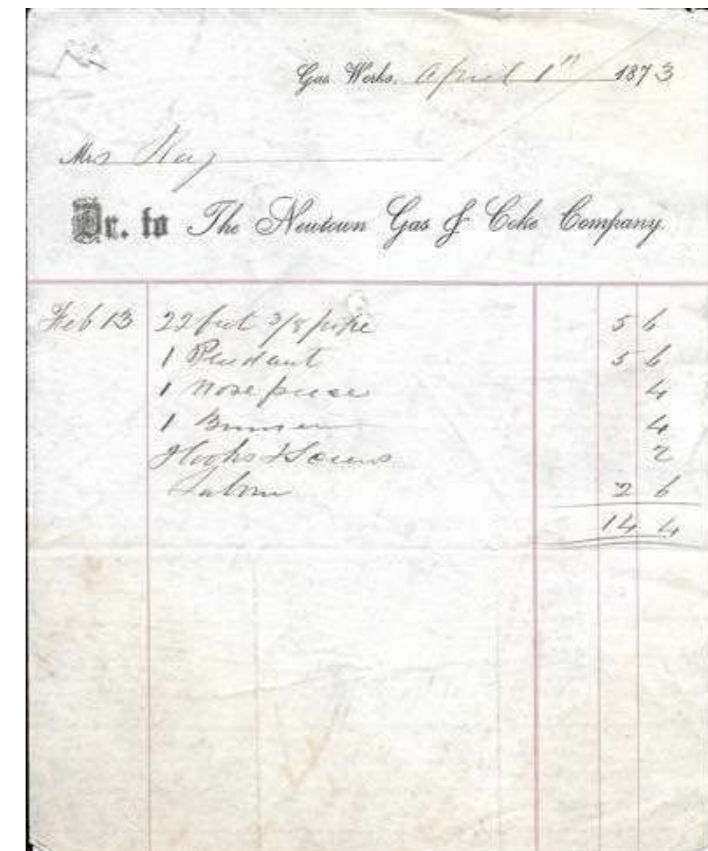 Gas Works, April 1" 1873
Mrs Hay
Dr. to The Newtown Gas & Coke Company.
Feb 13 22 feet 3/8 pipe 5 6
1 Pendant 5 6
1 Nose piece 4
1 Burner 4
Hooks & Screws 2
Labour 2 6
14 4